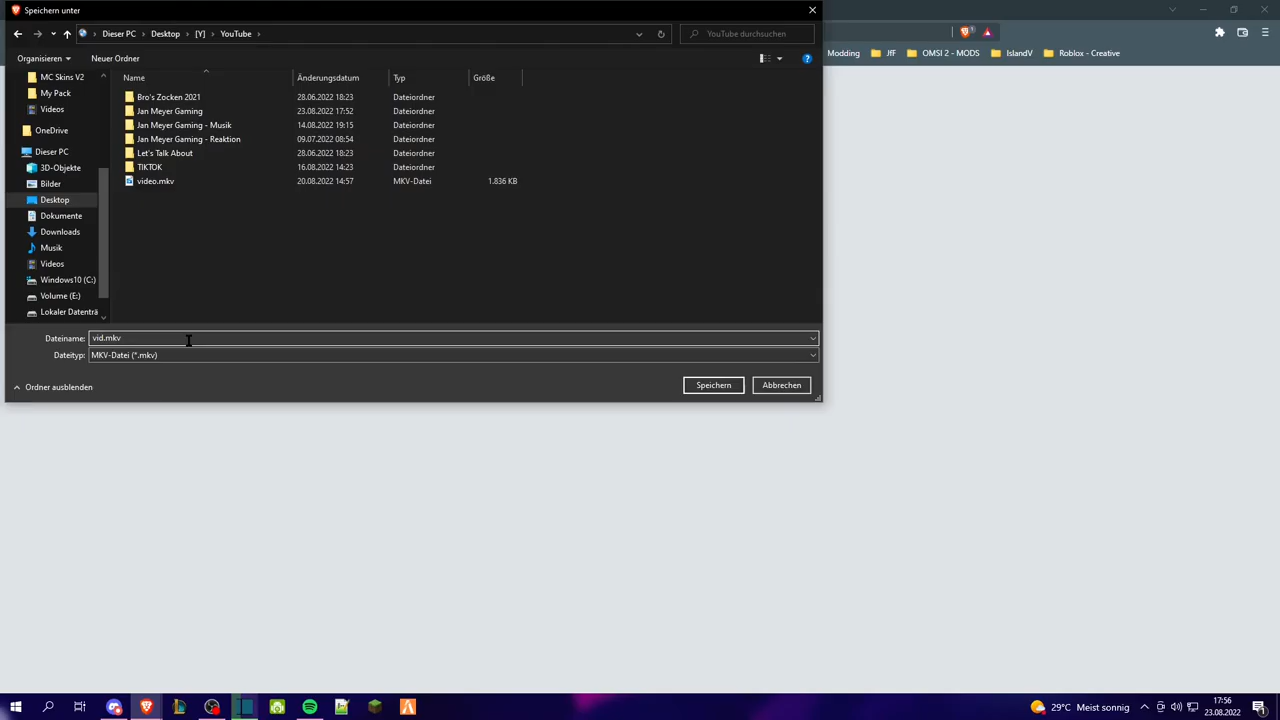 Speichern unter
Dieser PC > Desktop > [Y] > YouTube >
YouTube durchsuchen
Organisieren
Neuer Ordner
Modding
JfF
OMSI 2 - MODS
IslandV
Roblox - Creative
MC Skins V2
My Pack
Videos
OneDrive
Dieser PC
3D-Objekte
Bilder
Desktop
Dokumente
Downloads
Musik
Videos
Windows10 (C:)
Volume (E:)
Lokaler Datenträ
Name Änderungsdatum Typ Größe
Bro's Zocken 2021 28.06.2022 18:23 Dateiordner
Jan Meyer Gaming 23.08.2022 17:52 Dateiordner
Jan Meyer Gaming - Musik 14.08.2022 19:15 Dateiordner
Jan Meyer Gaming - Reaktion 09.07.2022 08:54 Dateiordner
Let's Talk About 28.06.2022 18:23 Dateiordner
TIKTOK 16.08.2022 14:23 Dateiordner
video.mkv 20.08.2022 14:57 MKV-Datei 1.836 KB
Dateiname: vid.mkv
Dateityp: MKV-Datei (*.mkv)
Ordner ausblenden
Speichern
Abbrechen
29°C Meist sonnig
17:56
23.08.2022
1